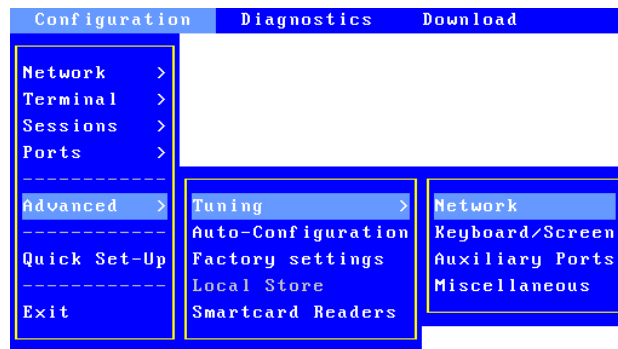 Configuration Diagnostics Download
Network >
Terminal >
Sessions >
Ports >
Advanced >
Quick Set-Up
Exit
Tuning >
Auto-Configuration
Factory settings
Local Store
Smartcard Readers
Network
Keyboard/Screen
Auxiliary Ports
Miscellaneous